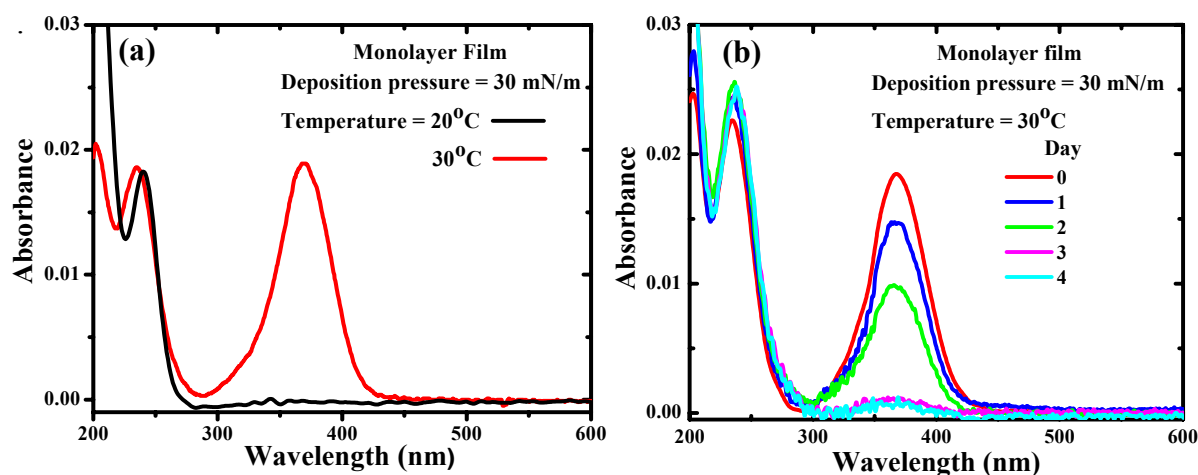 (a)
Monolayer Film
Deposition pressure = 30 mN/m
Temperature = 20°C
30°C
0.03
0.02
0.01
0.00
Absorbance
200 300 400 500 600
Wavelength (nm)
(b)
Monolayer film
Deposition pressure = 30 mN/m
Temperature = 30°C
Day
0
1
2
3
4
0.03
0.02
0.01
0.00
Absorbance
200 300 400 500 600
Wavelength (nm)